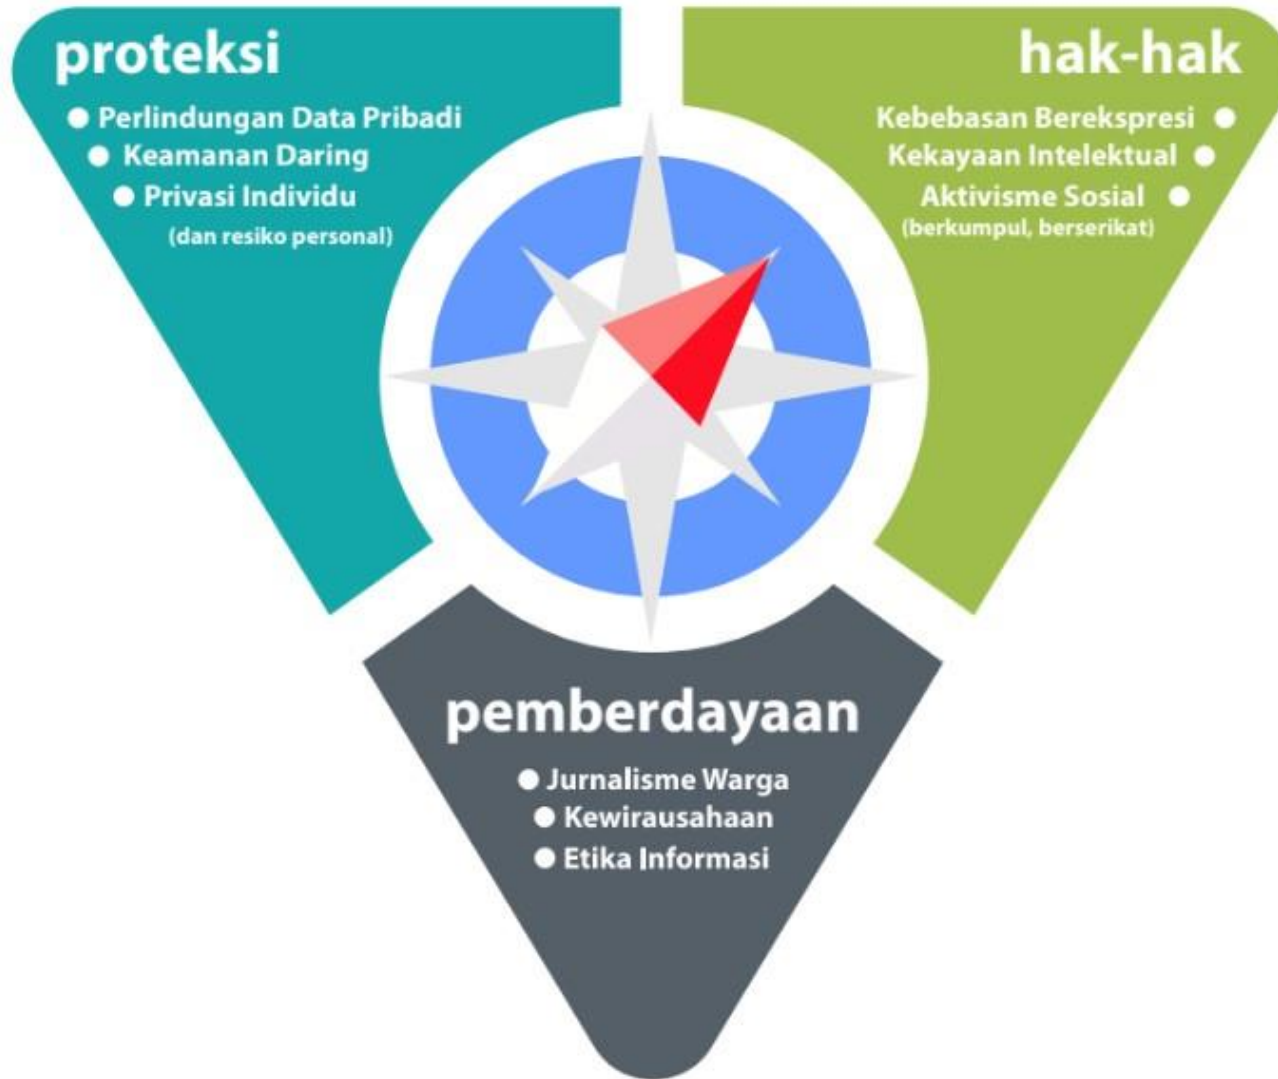 proteksi
Perlindungan Data Pribadi
Keamanan Daring
Privasi Individu
(dan resiko personal)
hak-hak
Kebebasan Berekspresi
Kekayaan Intelektual
Aktivisme Sosial
(berkumpul, berserikat)
pemberdayaan
Jurnalisme Warga
Kewirausahaan
Etika Informasi